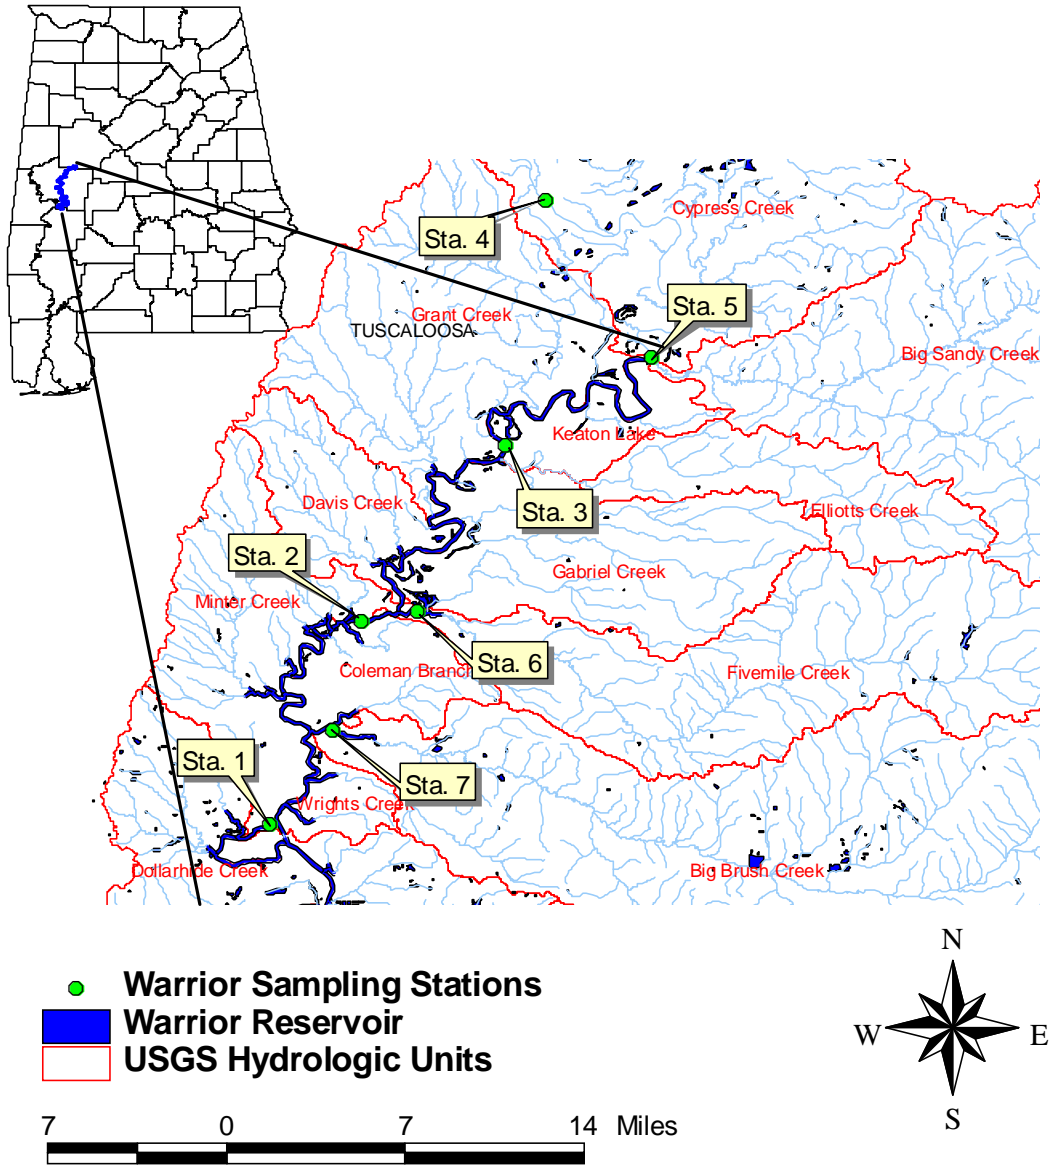 Cypress Creek
Sta. 4
Sta. 5
Grant Creek
TUSCALOOSA
Big Sandy Creek
Keaton Lake
Davis Creek
Sta. 3
Elliotts Creek
Sta. 2
Gabriel Creek
Minter Creek
Coleman Branch
Sta. 6
Fivemile Creek
Sta. 1
Sta. 7
Wrights Creek
Dollarhide Creek
Big Brush Creek
N
Warrior Sampling Stations
Warrior Reservoir
W E
USGS Hydrologic Units
S
7 0 7 14 Miles